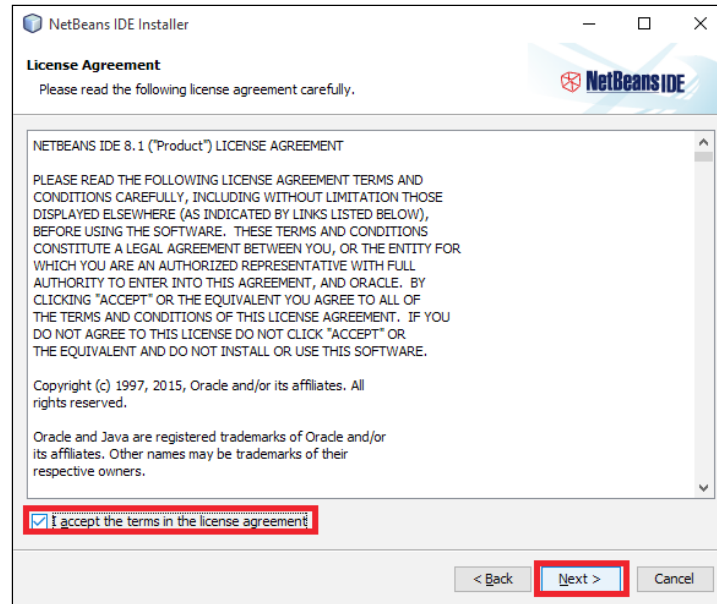 NetBeans IDE Installer
License Agreement
Please read the following license agreement carefully.
NetBeans IDE
NETBEANS IDE 8.1 ("Product") LICENSE AGREEMENT
PLEASE READ THE FOLLOWING LICENSE AGREEMENT TERMS AND
CONDITIONS CAREFULLY, INCLUDING WITHOUT LIMITATION THOSE
DISPLAYED ELSEWHERE (AS INDICATED BY LINKS LISTED BELOW),
BEFORE USING THE SOFTWARE.  THESE TERMS AND CONDITIONS
CONSTITUTE A LEGAL AGREEMENT BETWEEN YOU, OR THE ENTITY FOR
WHICH YOU ARE AN AUTHORIZED REPRESENTATIVE WITH FULL
AUTHORITY TO ENTER INTO THIS AGREEMENT, AND ORACLE.  BY
CLICKING "ACCEPT" OR THE EQUIVALENT YOU AGREE TO ALL OF
THE TERMS AND CONDITIONS OF THIS LICENSE AGREEMENT.  IF YOU
DO NOT AGREE TO THIS LICENSE DO NOT CLICK "ACCEPT" OR
THE EQUIVALENT AND DO NOT INSTALL OR USE THIS SOFTWARE.
Copyright (c) 1997, 2015, Oracle and/or its affiliates. All
rights reserved.
Oracle and Java are registered trademarks of Oracle and/or
its affiliates. Other names may be trademarks of their
respective owners.
I accept the terms in the license agreement
< Back
Next >
Cancel